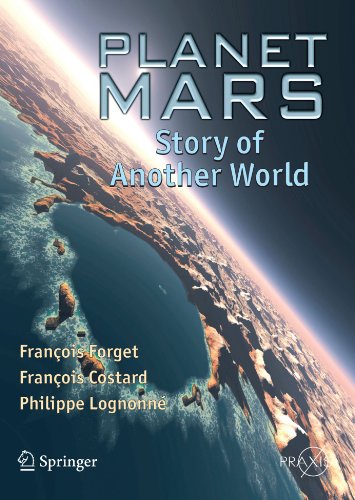 PLANET
MARS
Story of
Another World
François Forget
François Costard
Philippe Lognonné
Springer
PRAXIS